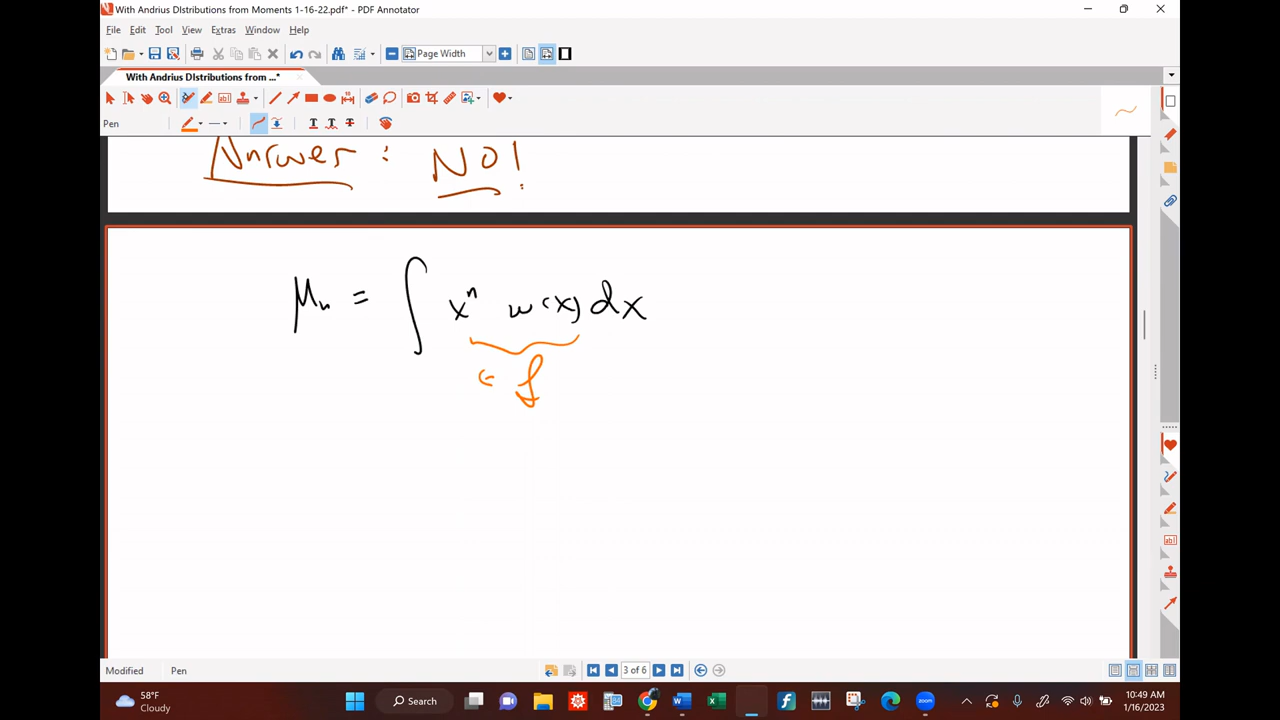 With Andrius DIstributions from Moments 1-16-22.pdf* - PDF Annotator
File Edit Tool View Extras Window Help
Page Width
With Andrius DIstributions from ...*
Pen
Answer : NO!
μn = ∫ x^n w(x) dx
∈ f
Modified Pen 3 of 6
58°F
Cloudy
Search
10:49 AM
1/16/2023